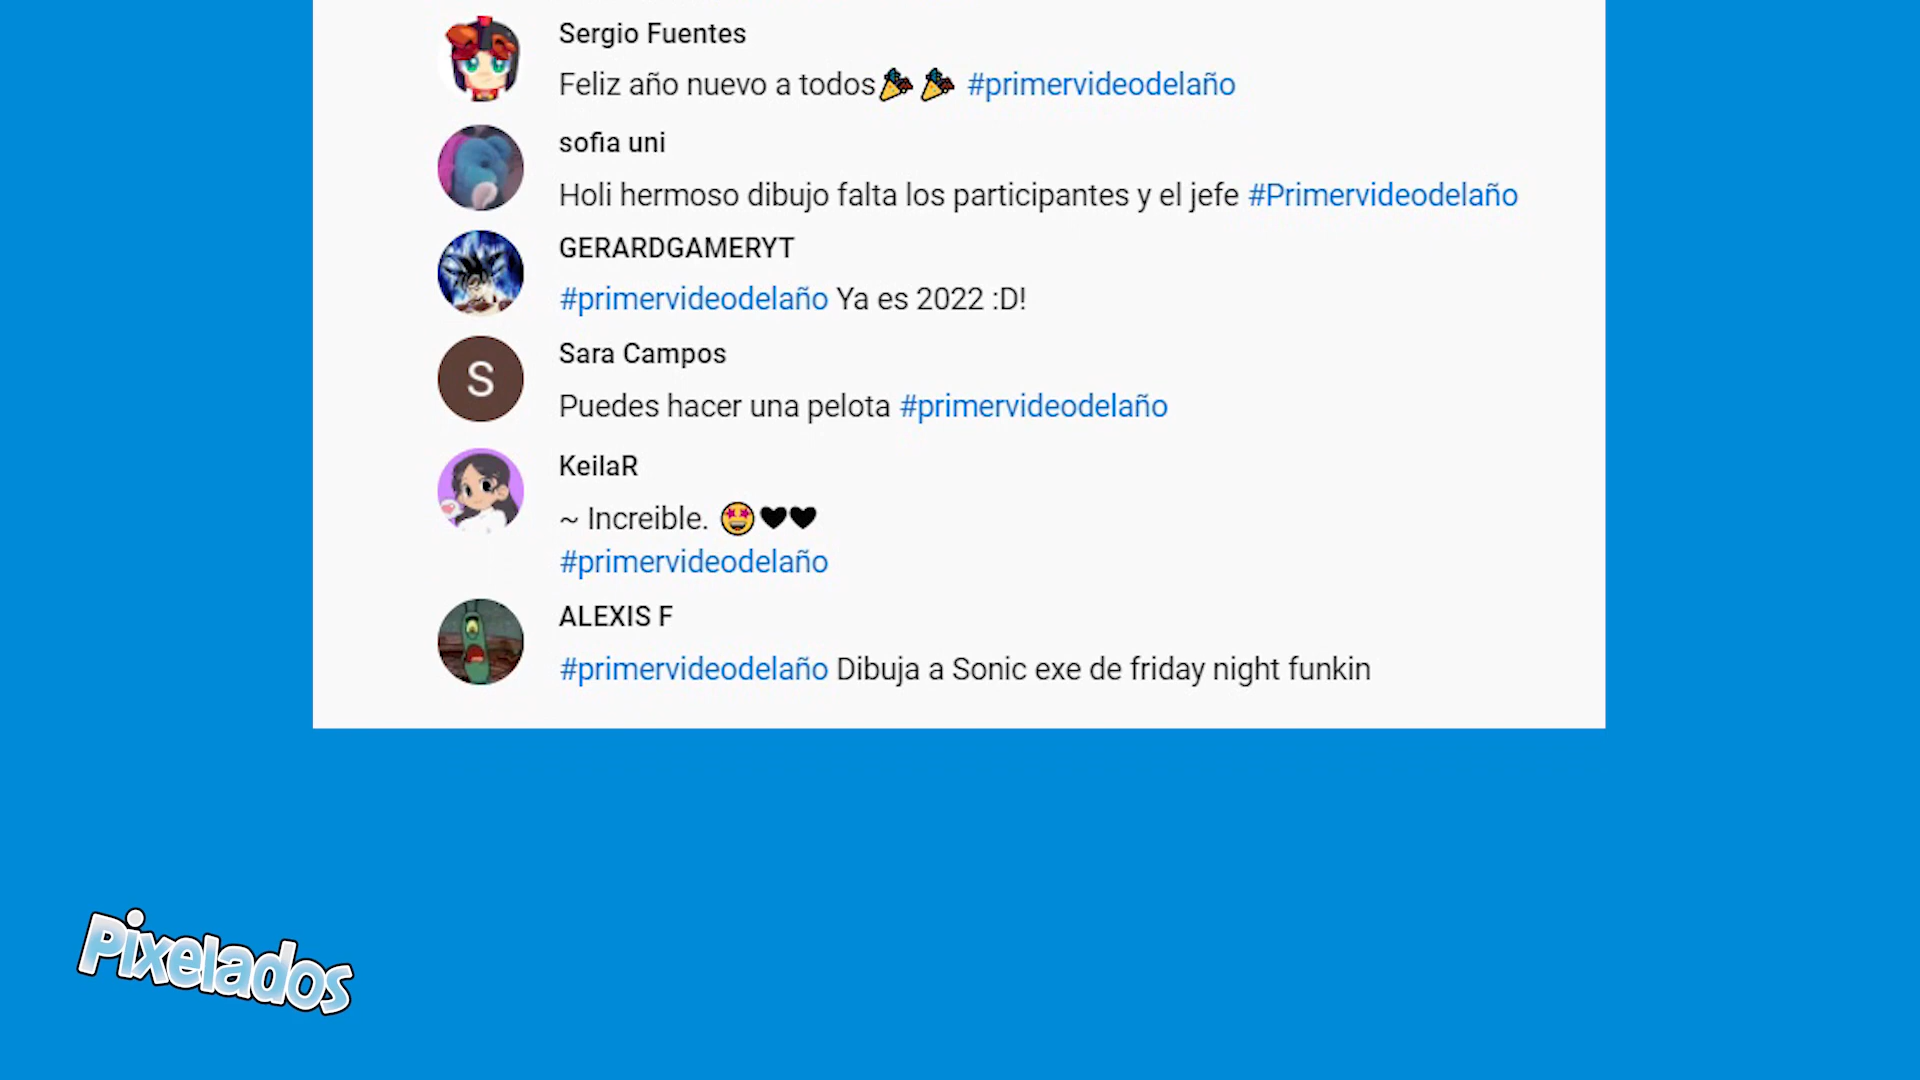 Sergio Fuentes
Feliz año nuevo a todos🎉 🎉 #primervideodelaño
sofia uni
Holi hermoso dibujo falta los participantes y el jefe #Primervideodelaño
GERARDGAMERYT
#primervideodelaño Ya es 2022 :D!
S
Sara Campos
Puedes hacer una pelota #primervideodelaño
KeilaR
~ Increible. 🤩🖤🖤
#primervideodelaño
ALEXIS F
#primervideodelaño Dibuja a Sonic exe de friday night funkin
Pixelados